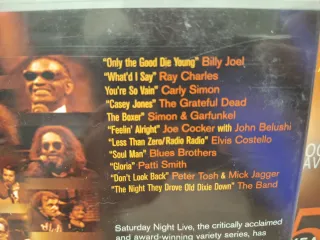 "Only the Good Die Young" Billy Joel
"What'd I Say" Ray Charles
You're So Vain" Carly Simon
"Casey Jones" The Grateful Dead
The Boxer" Simon & Garfunkel
"Feelin' Alright" Joe Cocker with John Belushi
"Less Than Zero/Radio Radio" Elvis Costello
"Soul Man" Blues Brothers
"Gloria" Patti Smith
"Don't Look Back" Peter Tosh & Mick Jagger
"The Night They Drove Old Dixie Down" The Band
Saturday Night Live, the critically acclaimed
and award-winning variety series, has